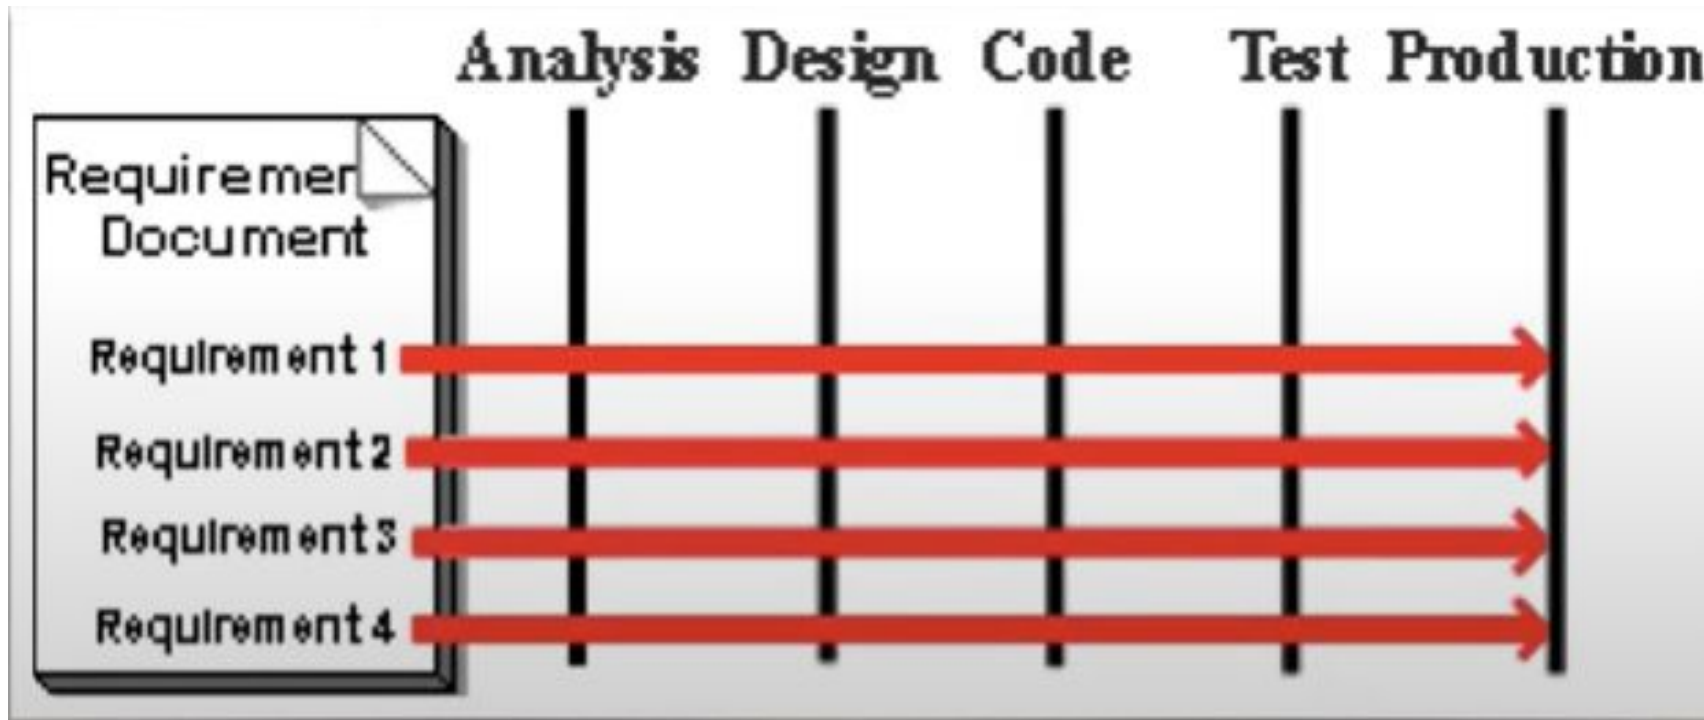 Analysis Design Code Test Production
Requiremen
Document
Requirement 1
Requirement 2
Requirement 3
Requirement 4